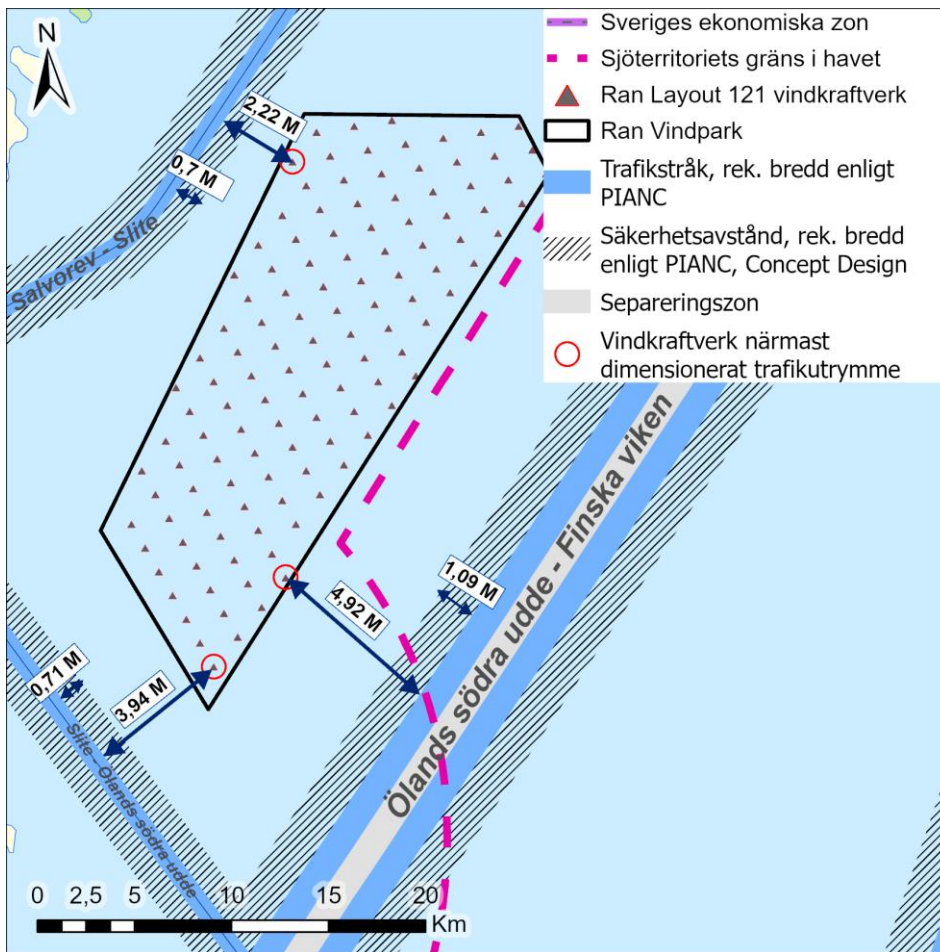 N
Sveriges ekonomiska zon
Sjöterritoriets gräns i havet
Ran Layout 121 vindkraftverk
Ran Vindpark
Trafikstråk, rek. bredd enligt
PIANC
Säkerhetsavstånd, rek. bredd
enligt PIANC, Concept Design
Separeringszon
Vindkraftverk närmast
dimensionerat trafikutrymme
2,22 M
0,7 M
Salvorev - Slite
4,92 M
1,09 M
0,71 M
3,94 M
Slite - Ölands södra udde
Ölands södra udde - Finska viken
0 2,5 5 10 15 20
Km